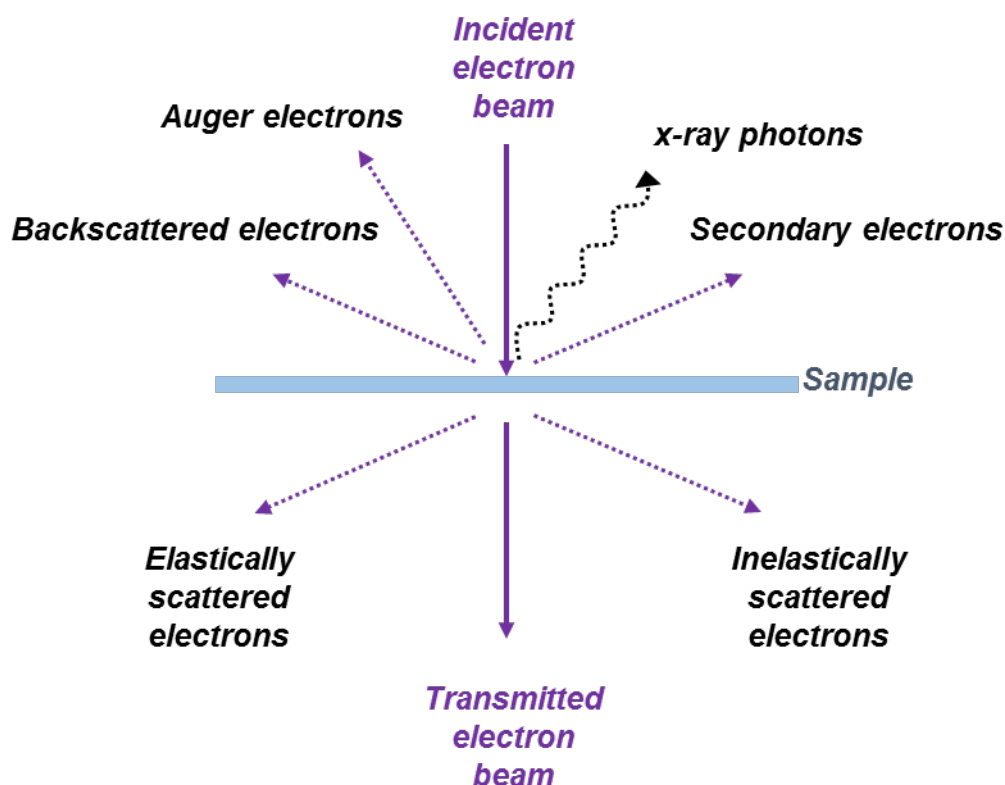 Incident
electron
beam
Auger electrons
x-ray photons
Backscattered electrons
Secondary electrons
Sample
Elastically
scattered
electrons
Inelastically
scattered
electrons
Transmitted
electron
beam